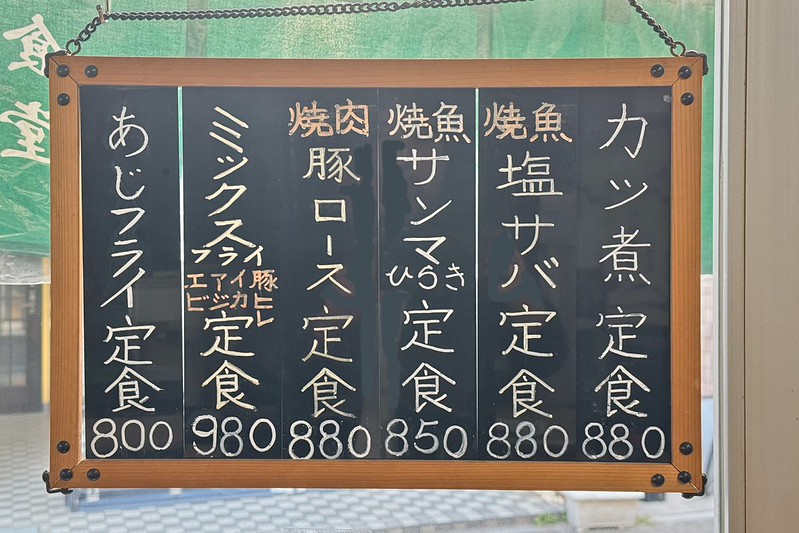 カツ煮定食 880
焼魚 塩サバ定食 880
焼魚 サンマひらき定食 850
焼肉 豚ロース定食 880
ミックスフライ エビ アジ イカ 豚ヒレ 定食 980
あじフライ定食 800
食堂